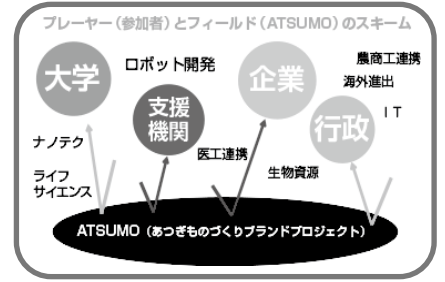 プレーヤー（参加者）とフィールド（ATSUMO）のスキーム
大学
ロボット開発
企業
農商工連携
海外進出
支援
機関
行政
ＩＴ
ナノテク
医工連携
ライフ
サイエンス
生物資源
ATSUMO（あつぎものづくりブランドプロジェクト）